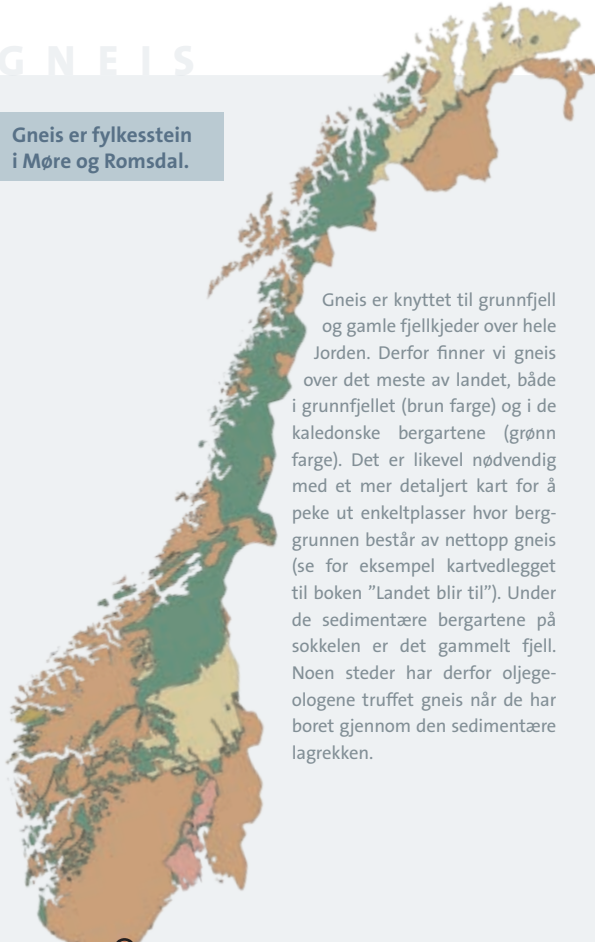 GNEIS
Gneis er fylkesstein
i Møre og Romsdal.
Gneis er knyttet til grunnfjell
og gamle fjellkjeder over hele
Jorden. Derfor finner vi gneis
over det meste av landet, både
i grunnfjellet (brun farge) og i de
kaledonske bergartene (grønn
farge). Det er likevel nødvendig
med et mer detaljert kart for å
peke ut enkeltplasser hvor berg-
grunnen består av nettopp gneis
(se for eksempel kartvedlegget
til boken ”Landet blir til”). Under
de sedimentære bergartene på
sokkelen er det gammelt fjell.
Noen steder har derfor oljege-
ologene truffet gneis når de har
boret gjennom den sedimentære
lagrekken.